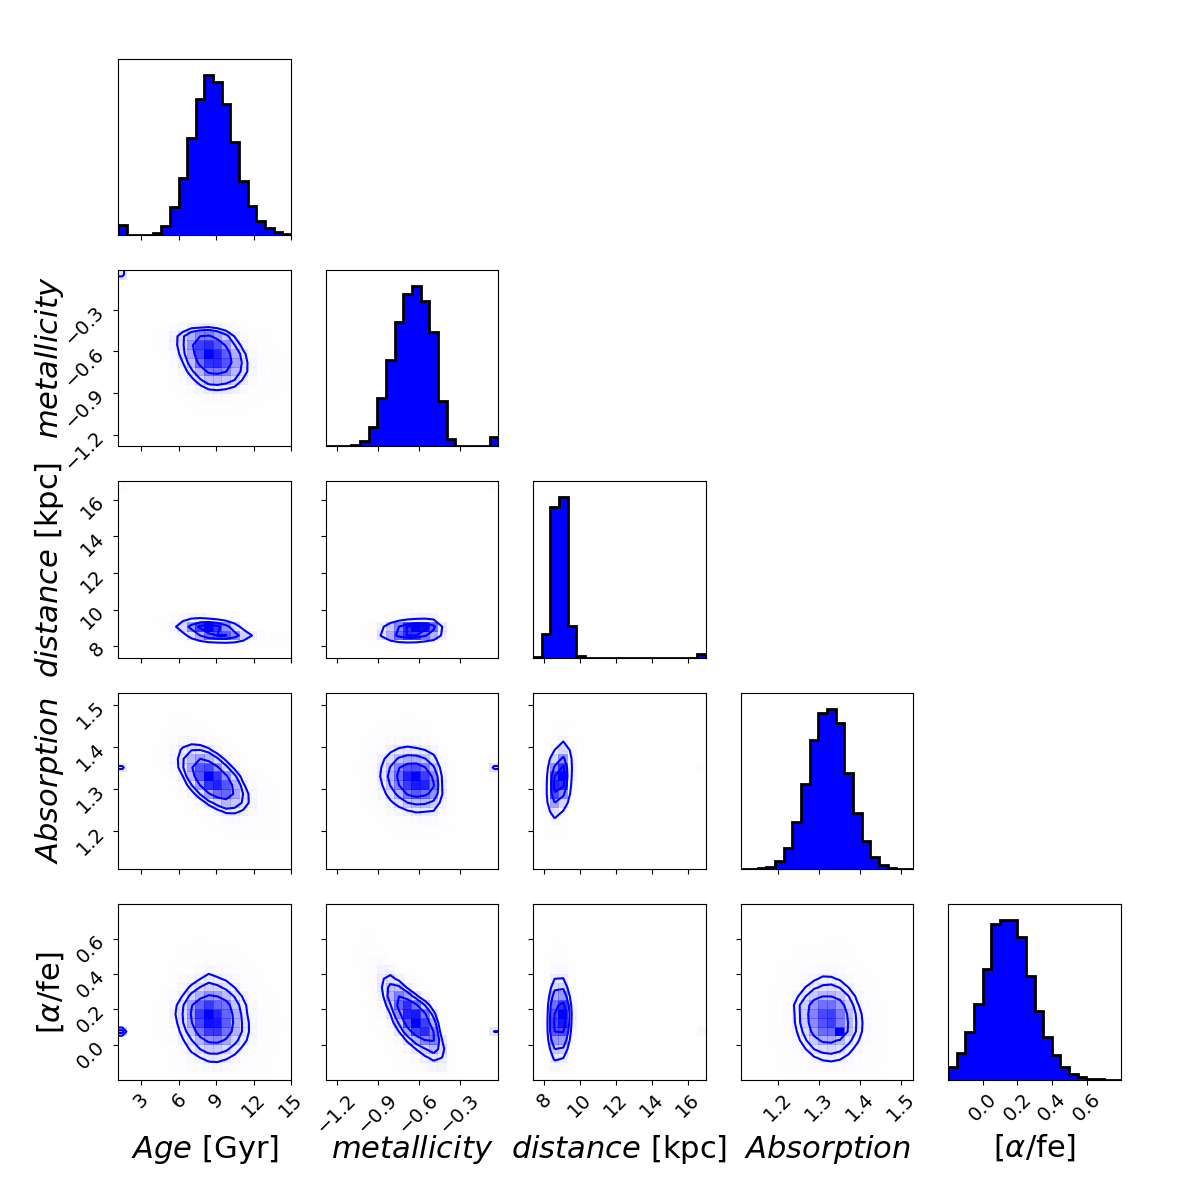 metallicity
−0.3
−0.6
−0.9
−1.2
distance [kpc]
16
14
12
10
8
Absorption
1.5
1.4
1.3
1.2
[α/fe]
0.6
0.4
0.2
0.0
3 6 9 12 15 −1.2 −0.9 −0.6 −0.3 8 10 12 14 16 1.2 1.3 1.4 1.5 0.0 0.2 0.4 0.6
Age [Gyr] metallicity distance [kpc] Absorption [α/fe]